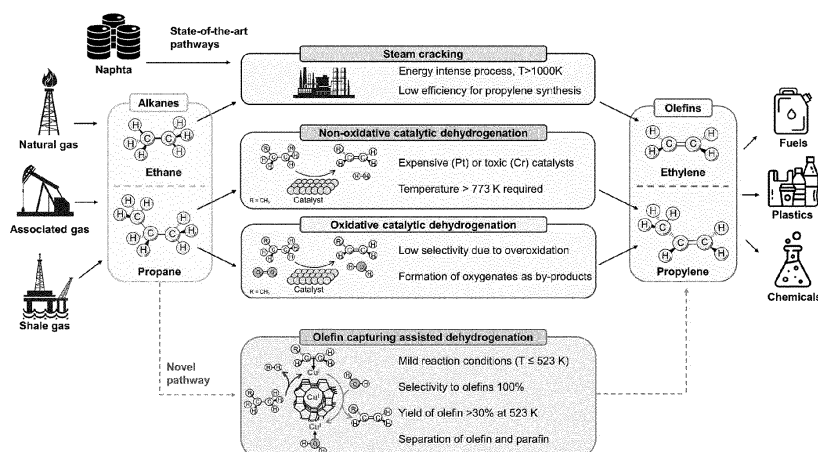 State-of-the-art
pathways
Naphta
Natural gas
Associated gas
Shale gas
Alkanes
Ethane
Propane
Steam cracking
Energy intense process, T>1000K
Low efficiency for propylene synthesis
Non-oxidative catalytic dehydrogenation
Expensive (Pt) or toxic (Cr) catalysts
Temperature > 773 K required
R = CH₃
Catalyst
Oxidative catalytic dehydrogenation
Low selectivity due to overoxidation
Formation of oxygenates as by-products
R = CH₃
Catalyst
Olefin capturing assisted dehydrogenation
Mild reaction conditions (T ≤ 523 K)
Selectivity to olefins 100%
Yield of olefin >30% at 523 K
Separation of olefin and parafin
Cuᴵ
Cuᴵ
Cuᴵ
Novel
pathway
Olefins
Ethylene
Propylene
Fuels
Plastics
Chemicals